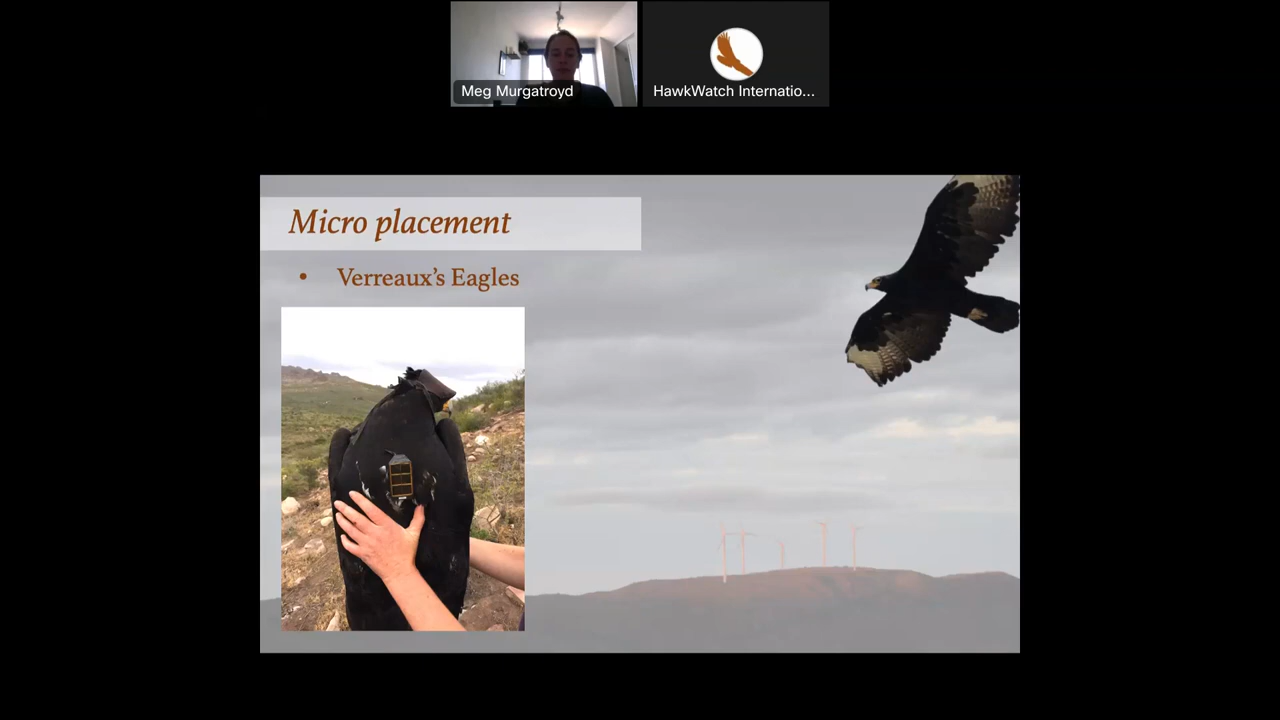 Meg Murgatroyd
HawkWatch Internatio...
Micro placement
• Verreaux’s Eagles